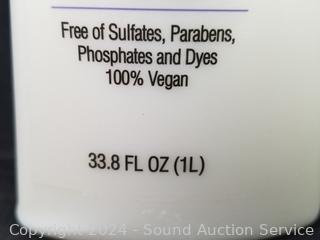 Free of Sulfates, Parabens,
Phosphates and Dyes
100% Vegan
33.8 FL OZ (1L)
Copyright 2024 - Sound Auction Service